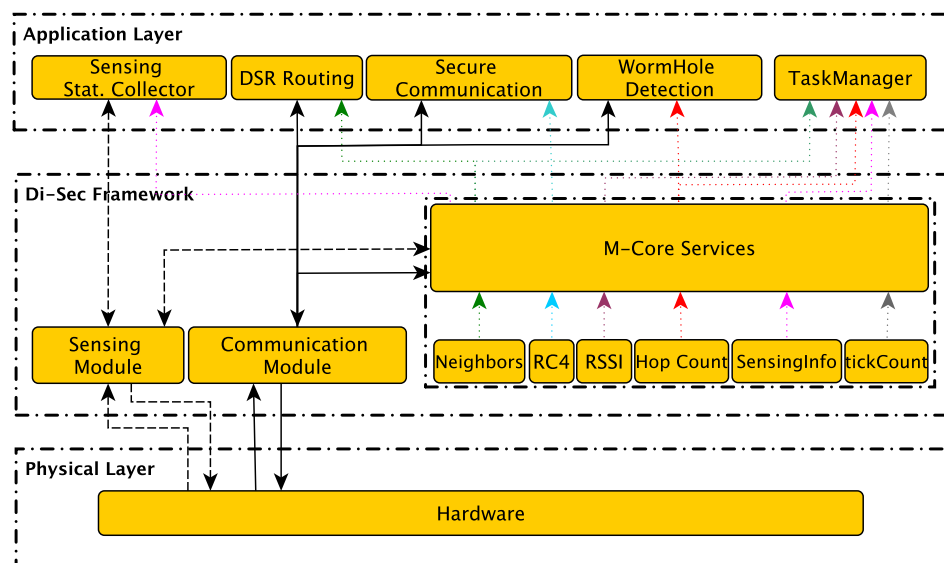 Application Layer
Sensing
Stat. Collector
DSR Routing
Secure
Communication
WormHole
Detection
TaskManager
Di-Sec Framework
M-Core Services
Sensing
Module
Communication
Module
Neighbors
RC4
RSSI
Hop Count
SensingInfo
tickCount
Physical Layer
Hardware